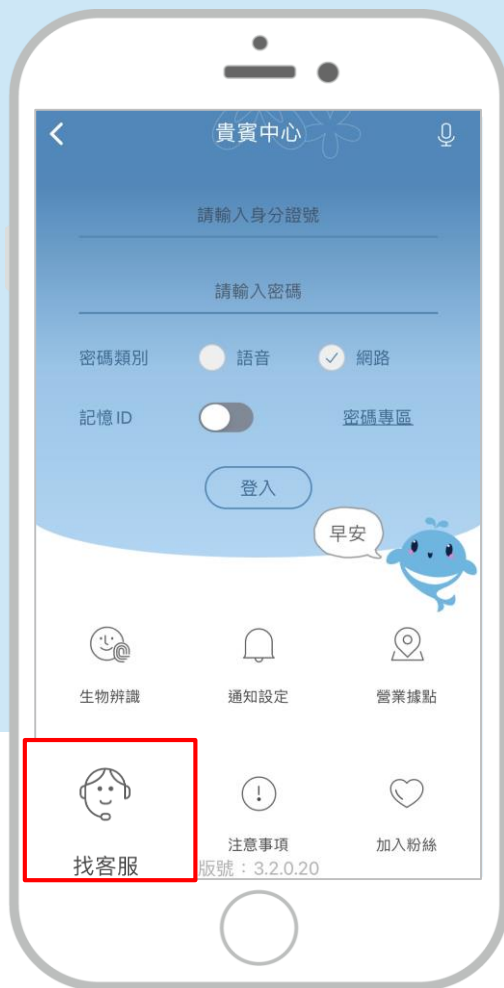 貴賓中心
請輸入身分證號
請輸入密碼
密碼類別 語音 網路
記憶ID 密碼專區
登入
早安
生物辨識 通知設定 營業據點
找客服 注意事項 加入粉絲
版號：3.2.0.20